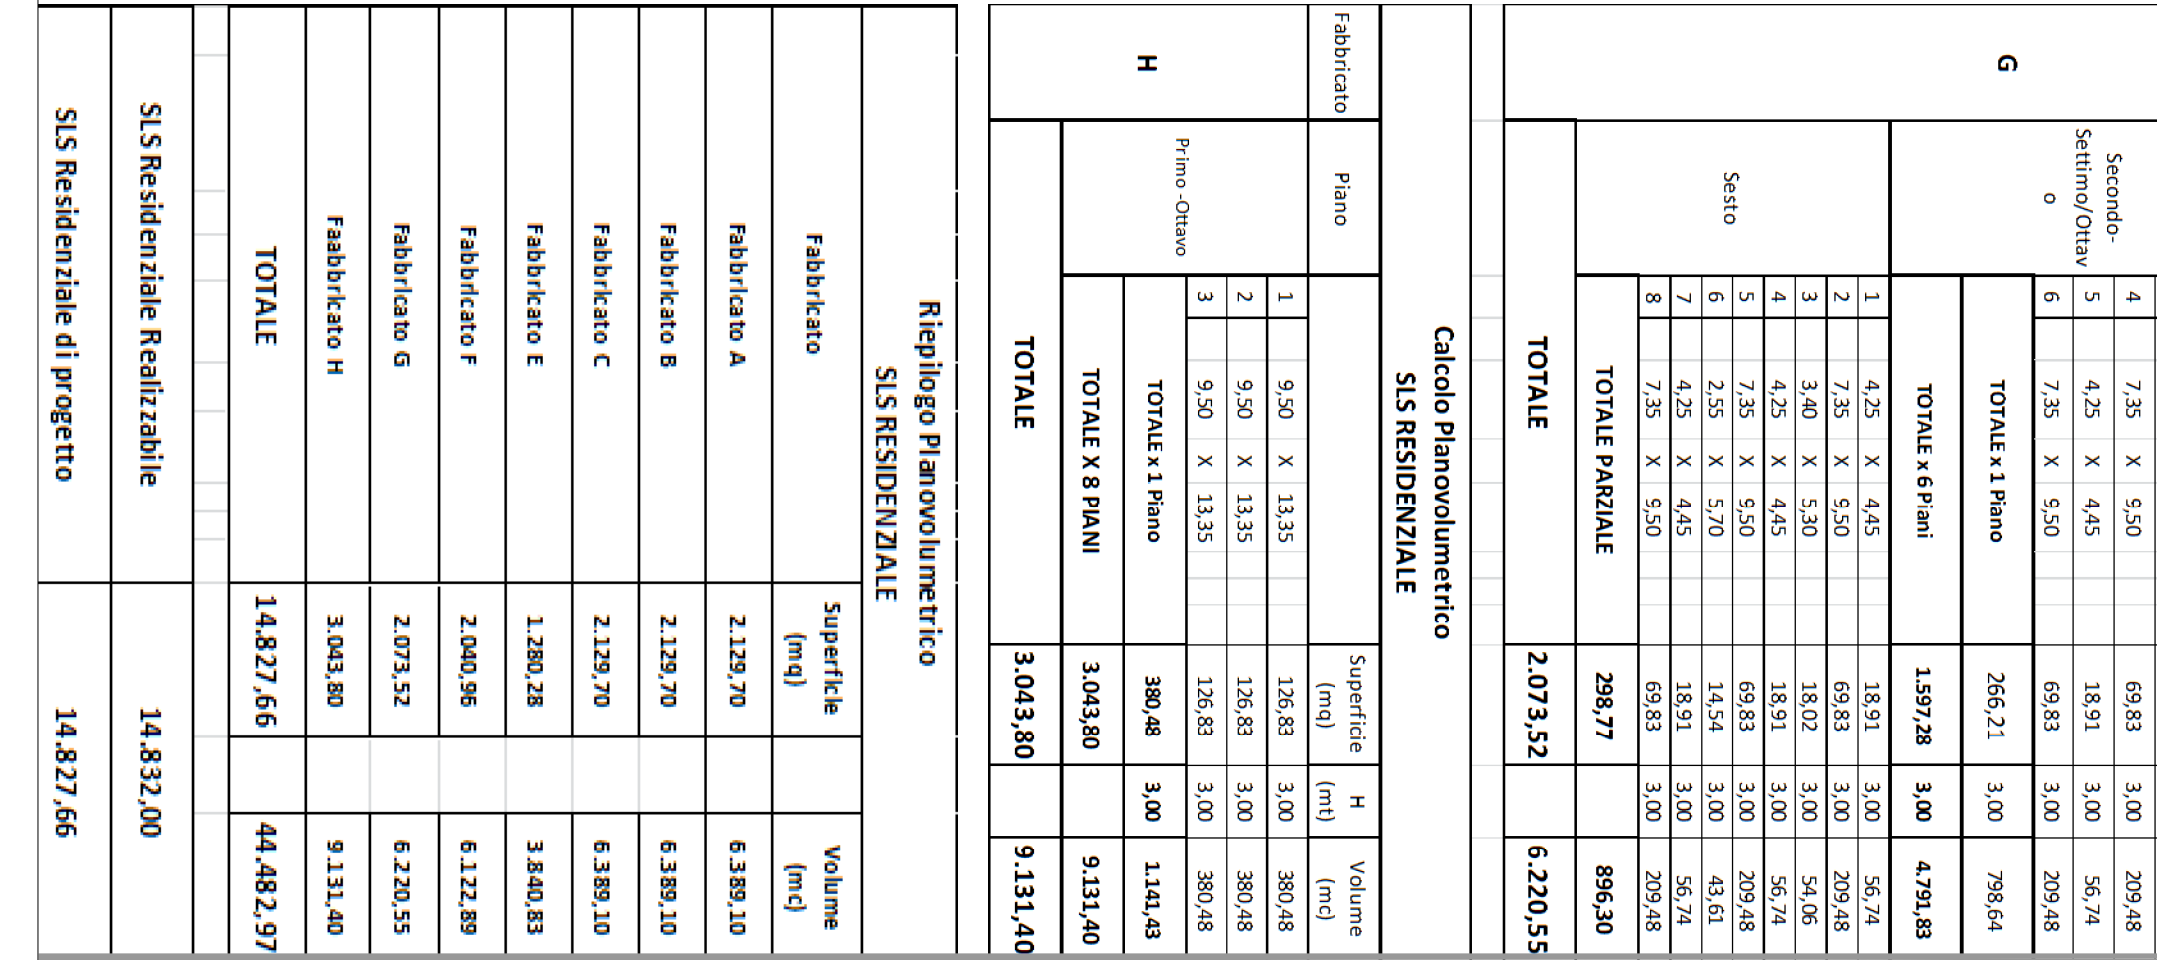 G
Secondo-
Settimo/Ottav
o
4 7,35 X 9,50 69,83 3,00 209,48
5 4,25 X 4,45 18,91 3,00 56,74
6 7,35 X 9,50 69,83 3,00 209,48
TOTALE x 1 Piano 266,21 3,00 798,64
TOTALE x 6 Piani 1.597,28 3,00 4.791,83
Sesto
1 4,25 X 4,45 18,91 3,00 56,74
2 7,35 X 9,50 69,83 3,00 209,48
3 3,40 X 5,30 18,02 3,00 54,06
4 4,25 X 4,45 18,91 3,00 56,74
5 7,35 X 9,50 69,83 3,00 209,48
6 2,55 X 5,70 14,54 3,00 43,61
7 4,25 X 4,45 18,91 3,00 56,74
8 7,35 X 9,50 69,83 3,00 209,48
TOTALE PARZIALE 298,77 896,30
TOTALE 2.073,52 6.220,55
Calcolo Planovolumetrico
SLS RESIDENZIALE
Fabbricato Piano Superficie (mq) H (mt) Volume (mc)
H
Primo -Ottavo
1 9,50 X 13,35 126,83 3,00 380,48
2 9,50 X 13,35 126,83 3,00 380,48
3 9,50 X 13,35 126,83 3,00 380,48
TOTALE x 1 Piano 380,48 3,00 1.141,43
TOTALE X 8 PIANI 3.043,80 9.131,40
TOTALE 3.043,80 9.131,40
Riepilogo Planovolumetrico
SLS RESIDENZIALE
Fabbricato Superficie (mq) Volume (mc)
Fabbricato A 2.129,70 6.389,10
Fabbricato B 2.129,70 6.389,10
Fabbricato C 2.129,70 6.389,10
Fabbricato E 1.280,28 3.840,83
Fabbricato F 2.040,96 6.122,89
Fabbricato G 2.073,52 6.220,55
Faabbricato H 3.043,80 9.131,40
TOTALE 14.827,66 44.482,97
SLS Residenziale Realizzabile 14.832,00
SLS Residenziale di progetto 14.827,66